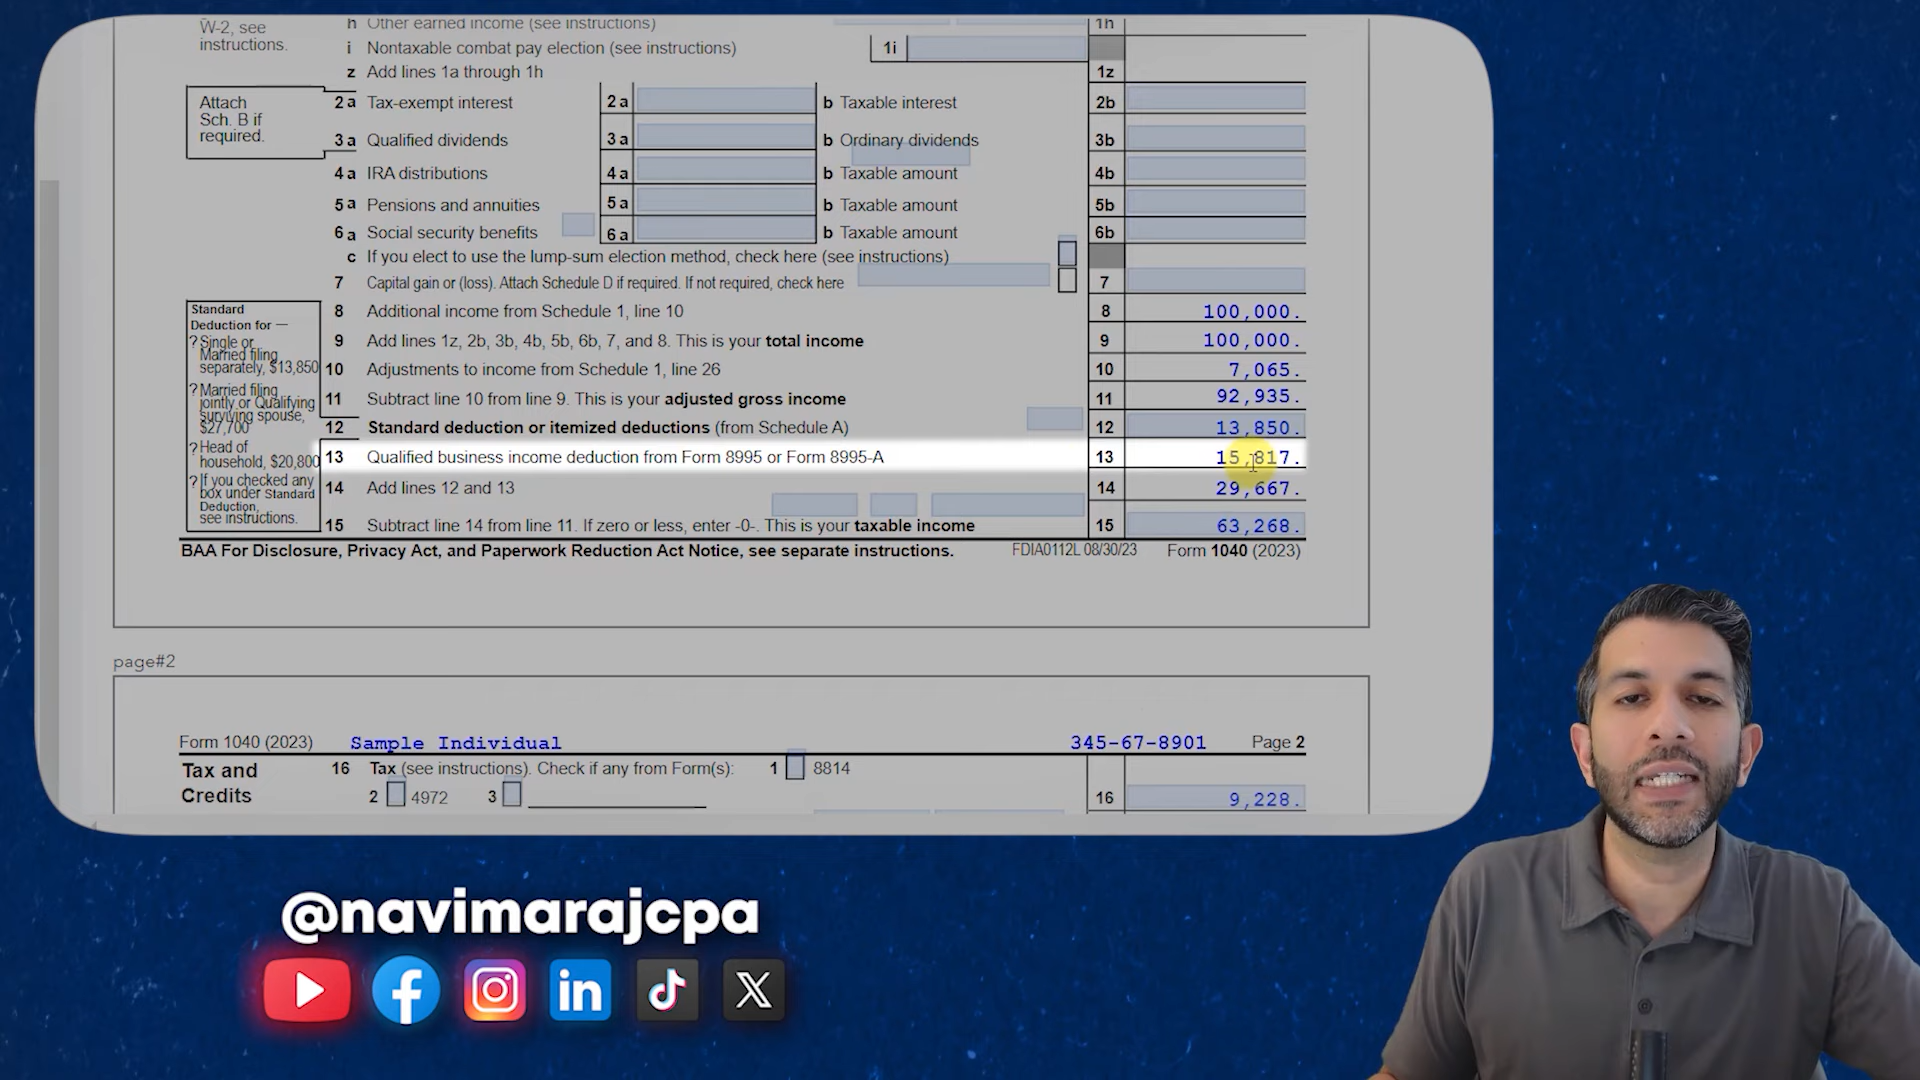 W-2, see
instructions.
h Other earned income (see instructions) 1h
i Nontaxable combat pay election (see instructions) 1i
z Add lines 1a through 1h 1z
Attach
Sch. B if
required.
2a Tax-exempt interest 2a b Taxable interest 2b
3a Qualified dividends 3a b Ordinary dividends 3b
4a IRA distributions 4a b Taxable amount 4b
5a Pensions and annuities 5a b Taxable amount 5b
6a Social security benefits 6a b Taxable amount 6b
c If you elect to use the lump-sum election method, check here (see instructions)
7 Capital gain or (loss). Attach Schedule D if required. If not required, check here 7
Standard
Deduction for —
? Single or
Married filing
separately, $13,850
? Married filing
jointly or Qualifying
surviving spouse,
$27,700
? Head of
household, $20,800
? If you checked any
box under Standard
Deduction,
see instructions.
8 Additional income from Schedule 1, line 10 8 100,000.
9 Add lines 1z, 2b, 3b, 4b, 5b, 6b, 7, and 8. This is your total income 9 100,000.
10 Adjustments to income from Schedule 1, line 26 10 7,065.
11 Subtract line 10 from line 9. This is your adjusted gross income 11 92,935.
12 Standard deduction or itemized deductions (from Schedule A) 12 13,850.
13 Qualified business income deduction from Form 8995 or Form 8995-A 13 15,817.
14 Add lines 12 and 13 14 29,667.
15 Subtract line 14 from line 11. If zero or less, enter -0-. This is your taxable income 15 63,268.
BAA For Disclosure, Privacy Act, and Paperwork Reduction Act Notice, see separate instructions. FDIA0112L 08/30/23 Form 1040 (2023)
page#2
Form 1040 (2023) Sample Individual 345-67-8901 Page 2
Tax and
Credits
16 Tax (see instructions). Check if any from Form(s): 1 8814
2 4972 3 16 9,228.
@navimarajcpa